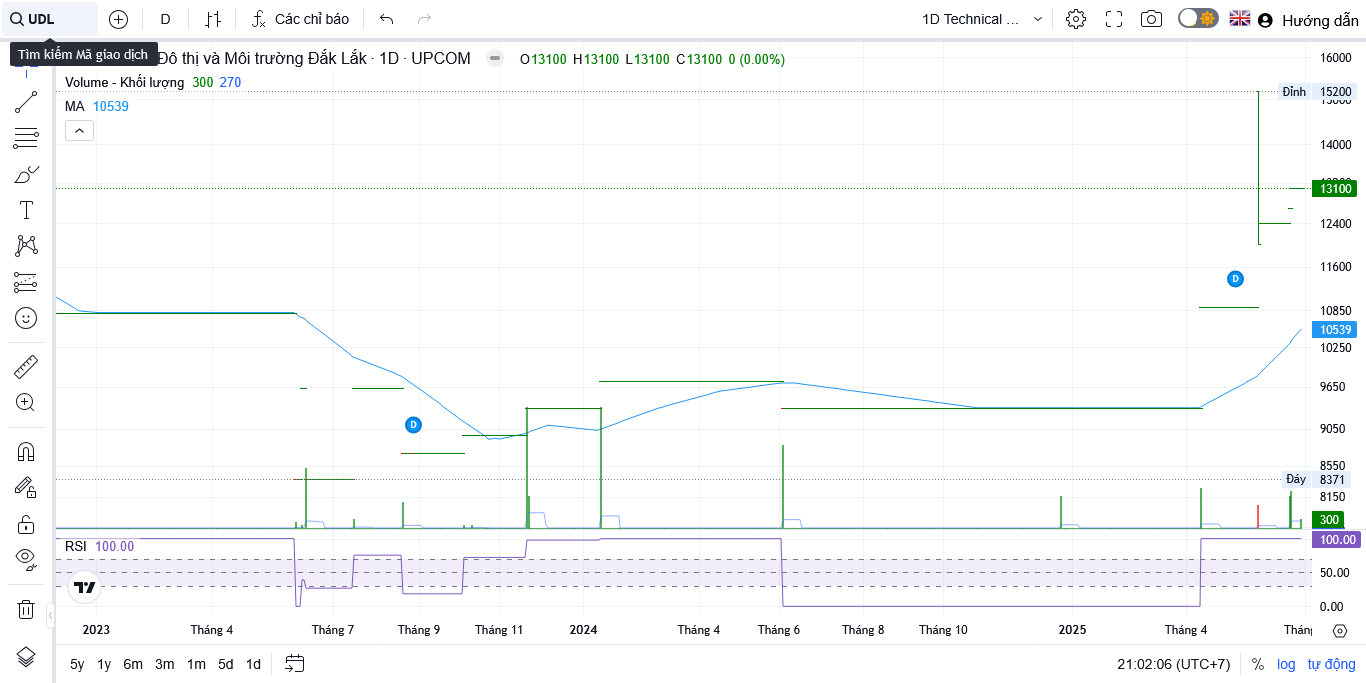 UDL
D
Các chỉ báo
1D Technical ...
Hướng dẫn
Tìm kiếm Mã giao dịch
Đô thị và Môi trường Đắk Lắk · 1D · UPCOM
O13100 H13100 L13100 C13100 0 (0.00%)
Volume - Khối lượng 300 270
MA 10539
16000
Đỉnh 15200
14000
13100
12400
11600
D
10850
10539
10250
9650
D
9050
8550
Đáy 8371
8150
300
RSI 100.00
100.00
50.00
0.00
2023
Tháng 4
Tháng 7
Tháng 9
Tháng 11
2024
Tháng 4
Tháng 6
Tháng 8
Tháng 10
2025
Tháng 4
5y 1y 6m 3m 1m 5d 1d
21:02:06 (UTC+7)
% log tự động